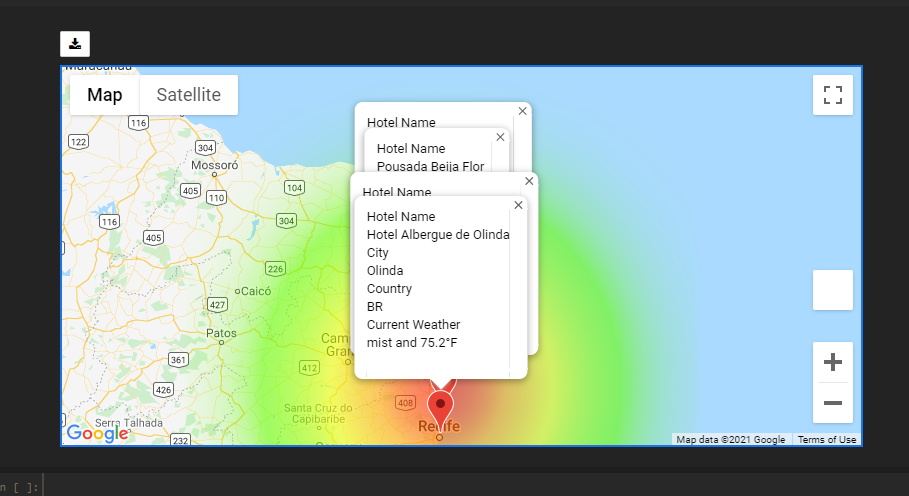 Map
Satellite
116
122
304
Mossoró
405
110
104
116
304
405
226
Caicó
427
Patos
361
412
426
408
Santa Cruz do
Capibaribe
Serra Talhada
232
Recife
Hotel Name
Hotel Name
Pousada Beija Flor
Hotel Name
Hotel Name
Hotel Albergue de Olinda
City
Olinda
Country
BR
Current Weather
mist and 75.2°F
Google
Map data ©2021 Google
Terms of Use
n [ ]: